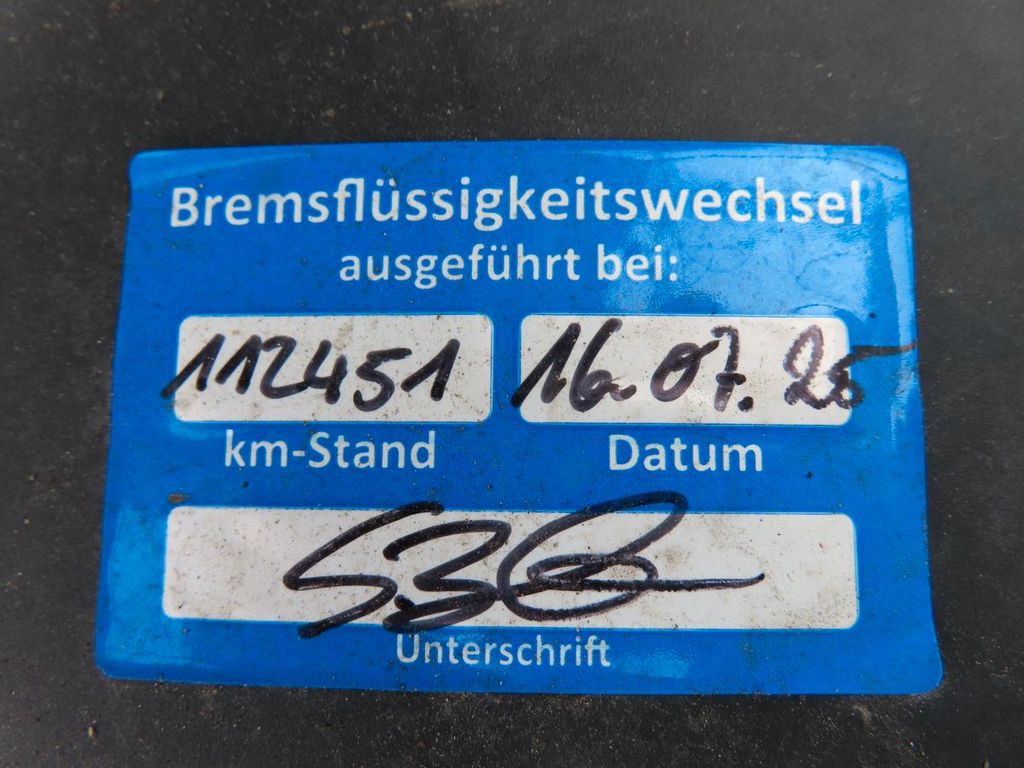 Bremsflüssigkeitswechsel
ausgeführt bei:
112451 16.07.25
km-Stand Datum
Unterschrift